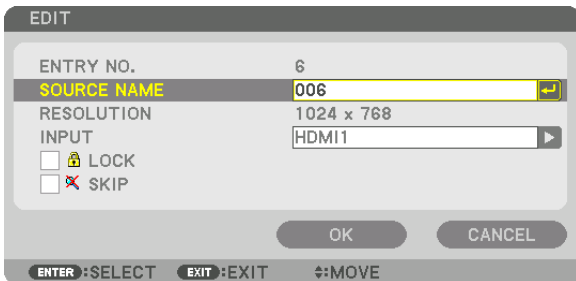 EDIT
ENTRY NO. 6
SOURCE NAME 006
RESOLUTION 1024 x 768
INPUT HDMI1
LOCK
SKIP
OK CANCEL
ENTER :SELECT EXIT :EXIT :MOVE